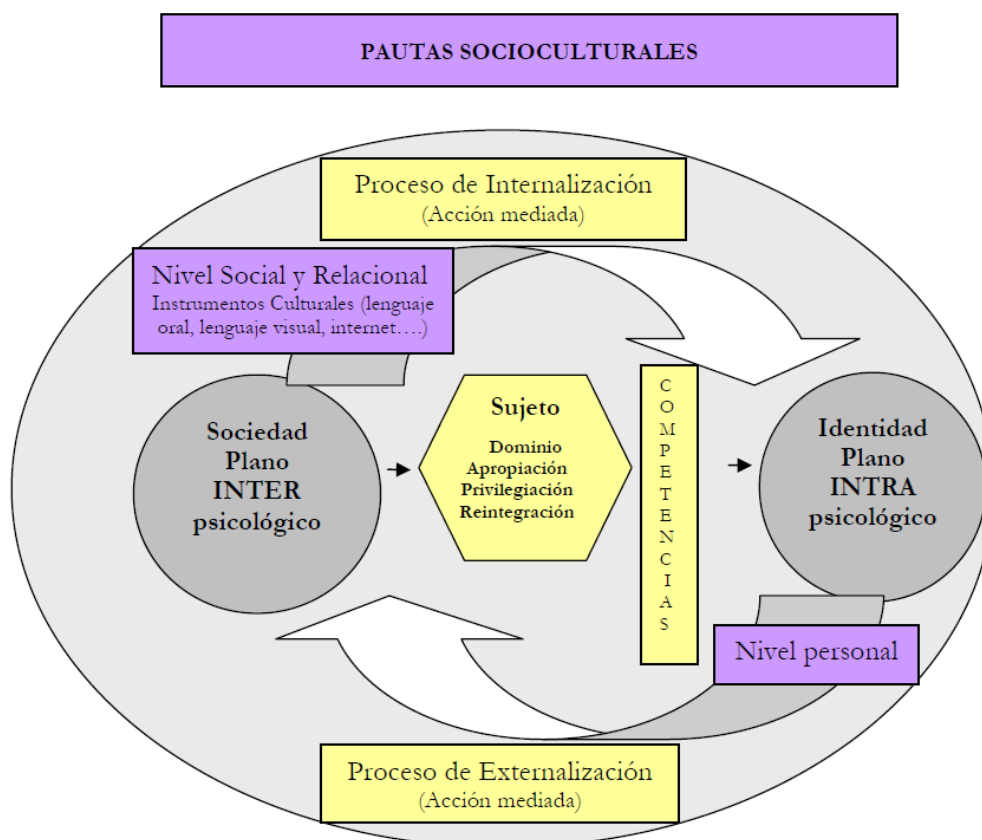 PAUTAS SOCIOCULTURALES
Proceso de Internalización
(Acción mediada)
Nivel Social y Relacional
Instrumentos Culturales (lenguaje
oral, lenguaje visual, internet….)
Sociedad
Plano
INTER
psicológico
Sujeto
Dominio
Apropiación
Privilegiación
Reintegración
COMPETENCIAS
Identidad
Plano
INTRA
psicológico
Nivel personal
Proceso de Externalización
(Acción mediada)